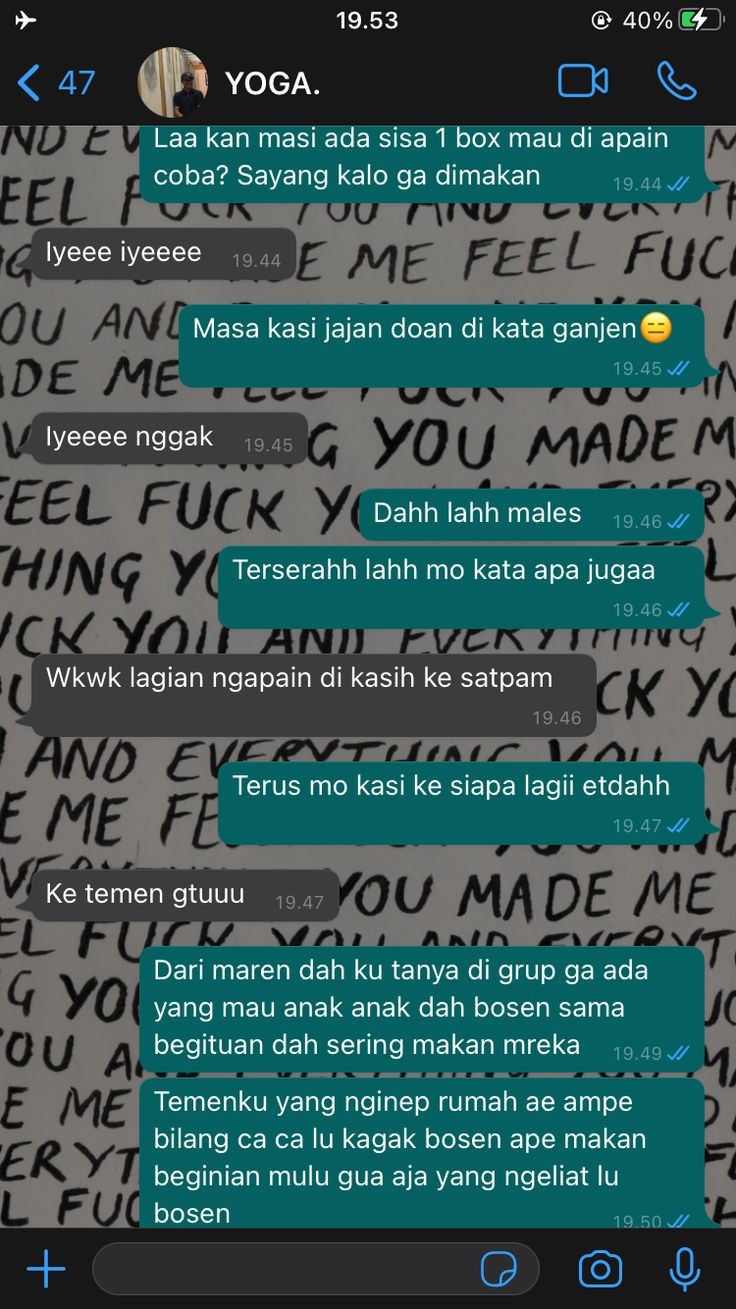 19.53
40%
47
YOGA.
Laa kan masi ada sisa 1 box mau di apain
coba? Sayang kalo ga dimakan
19.44
Iyeee iyeeee
19.44
Masa kasi jajan doan di kata ganjen😑
19.45
Iyeeee nggak
19.45
Dahh lahh males
19.46
Terserahh lahh mo kata apa jugaa
19.46
Wkwk lagian ngapain di kasih ke satpam
19.46
Terus mo kasi ke siapa lagii etdahh
19.47
Ke temen gtuuu
19.47
Dari maren dah ku tanya di grup ga ada
yang mau anak anak dah bosen sama
begituan dah sering makan mreka
19.49
Temenku yang nginep rumah ae ampe
bilang ca ca lu kagak bosen ape makan
beginian mulu gua aja yang ngeliat lu
bosen
19.50